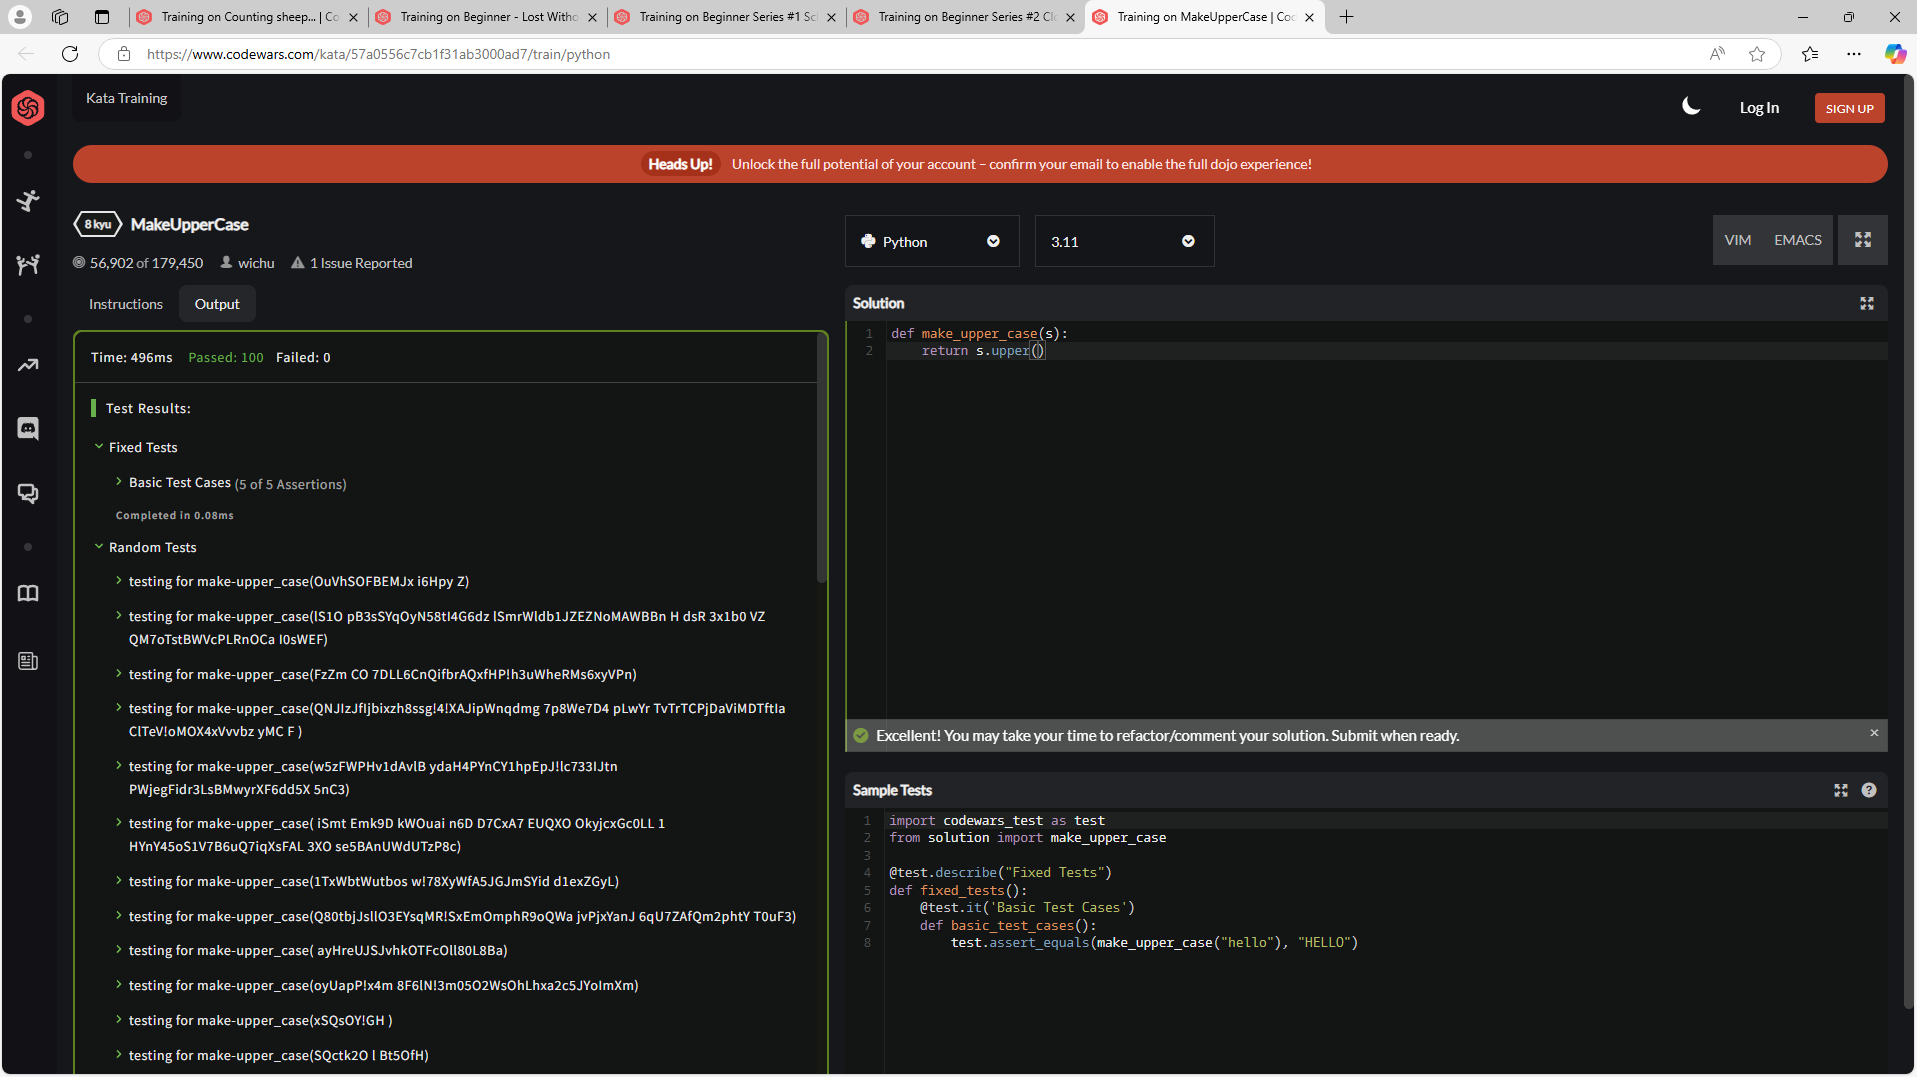 Training on Counting sheep... | Co
Training on Beginner - Lost Witho
Training on Beginner Series #1 Sc
Training on Beginner Series #2 Cl
Training on MakeUpperCase | Co
https://www.codewars.com/kata/57a0556c7cb1f31ab3000ad7/train/python
Kata Training
Log In
SIGN UP
Heads Up! Unlock the full potential of your account – confirm your email to enable the full dojo experience!
8 kyu MakeUpperCase
56,902 of 179,450 wichu 1 Issue Reported
Instructions Output
Time: 496ms Passed: 100 Failed: 0
Test Results:
Fixed Tests
Basic Test Cases (5 of 5 Assertions)
Completed in 0.08ms
Random Tests
testing for make-upper_case(OuVhSOFBEMJx i6Hpy Z)
testing for make-upper_case(lS1O pB3sSYqOyN58tI4G6dz lSmrWldb1JZEZNoMAWBBn H dsR 3x1b0 VZ
QM7oTstBWVcPLRnOCa I0sWEF)
testing for make-upper_case(FzZm CO 7DLL6CnQifbrAQxfHP!h3uWheRMs6xyVPn)
testing for make-upper_case(QNJIzJfIjbixzh8ssg!4!XAJipWnqdmg 7p8We7D4 pLwYr TvTrTCPjDaViMDTftIa
ClTeV!oMOX4xVvvbz yMC F )
testing for make-upper_case(w5zFWPHv1dAvlB ydaH4PYnCY1hpEpJ!lc733IJtn
PWjegFidr3LsBMwyrXF6dd5X 5nC3)
testing for make-upper_case( iSmt Emk9D kWOuai n6D D7CxA7 EUQXO OkyjcxGc0LL 1
HYnY45oS1V7B6uQ7iqXsFAL 3XO se5BAnUWdUTzP8c)
testing for make-upper_case(1TxWbtWutbos w!78XyWfA5JGJmSYid d1exZGyL)
testing for make-upper_case(Q80tbjJsllO3EYsqMR!SxEmOmphR9oQWa jvPjxYanJ 6qU7ZAfQm2phtY T0uF3)
testing for make-upper_case( ayHreUJSJvhkOTFcOll80L8Ba)
testing for make-upper_case(oyUapP!x4m 8F6lN!3m05O2WsOhLhxa2c5JYoImXm)
testing for make-upper_case(xSQsOY!GH )
testing for make-upper_case(SQctk2O l Bt5OfH)
Python
3.11
VIM EMACS
Solution
1 def make_upper_case(s):
2 return s.upper()
Excellent! You may take your time to refactor/comment your solution. Submit when ready.
Sample Tests
1 import codewars_test as test
2 from solution import make_upper_case
3
4 @test.describe("Fixed Tests")
5 def fixed_tests():
6 @test.it('Basic Test Cases')
7 def basic_test_cases():
8 test.assert_equals(make_upper_case("hello"), "HELLO")